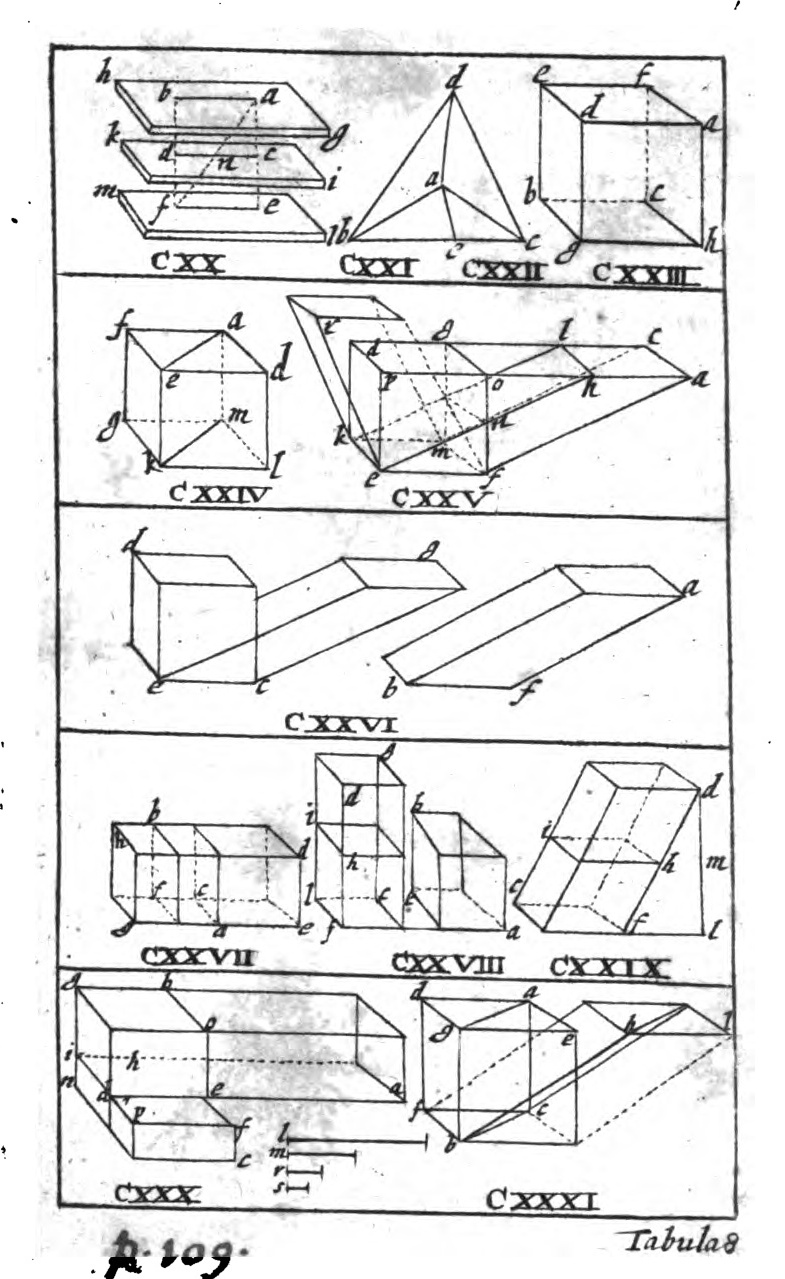 h b a d e f
k d n c g d a
m f e i a b c
l b e c g h
CXX CXXI CXXII CXXIII
f a r d g l c
e d p o h a
g m k m n
k l e f
CXXIV CXXV
d g a
e c b f
CXXVI
b g d
h d i h d
f c h i h m
l c e c
g a e f a f l
CXXVII CXXVIII CXXIX
g b d a
o g e h l
i h
n d e a f c
p f l b
c m
r
s
CXXX CXXXI
Tabula 8
p. 109.